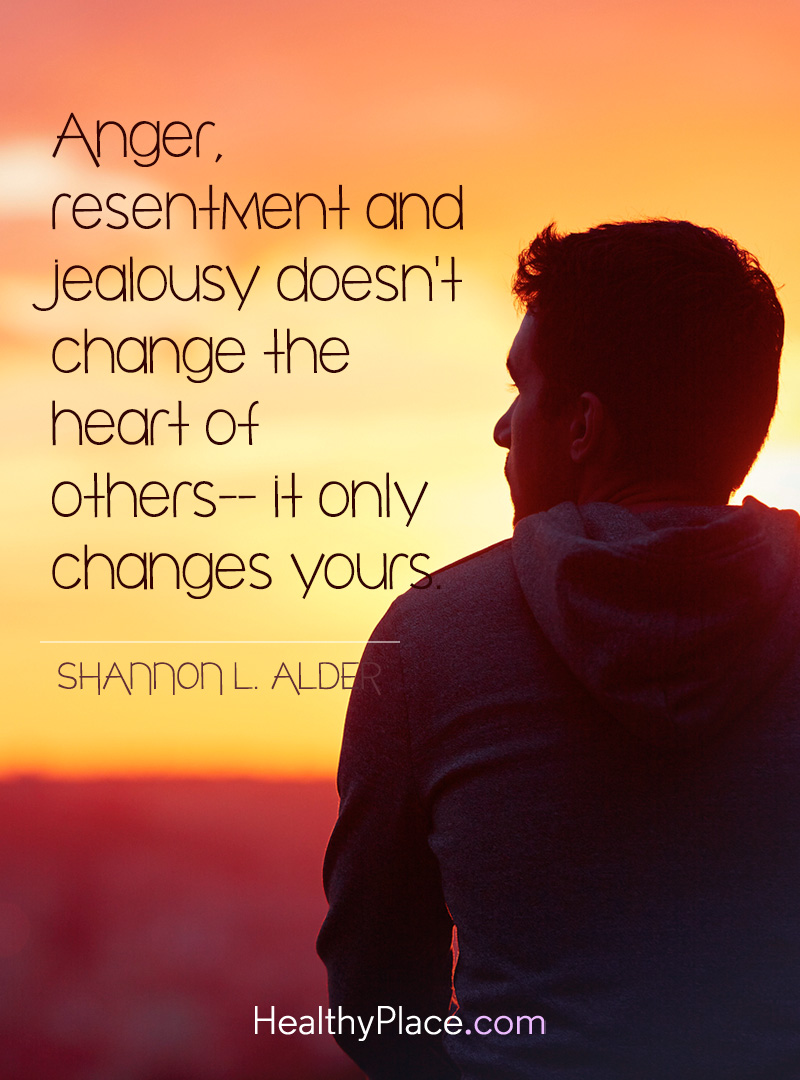 Anger,
resentment and
jealousy doesn't
change the
heart of
others-- it only
changes yours.
SHANNON L. ALDER
HealthyPlace.com